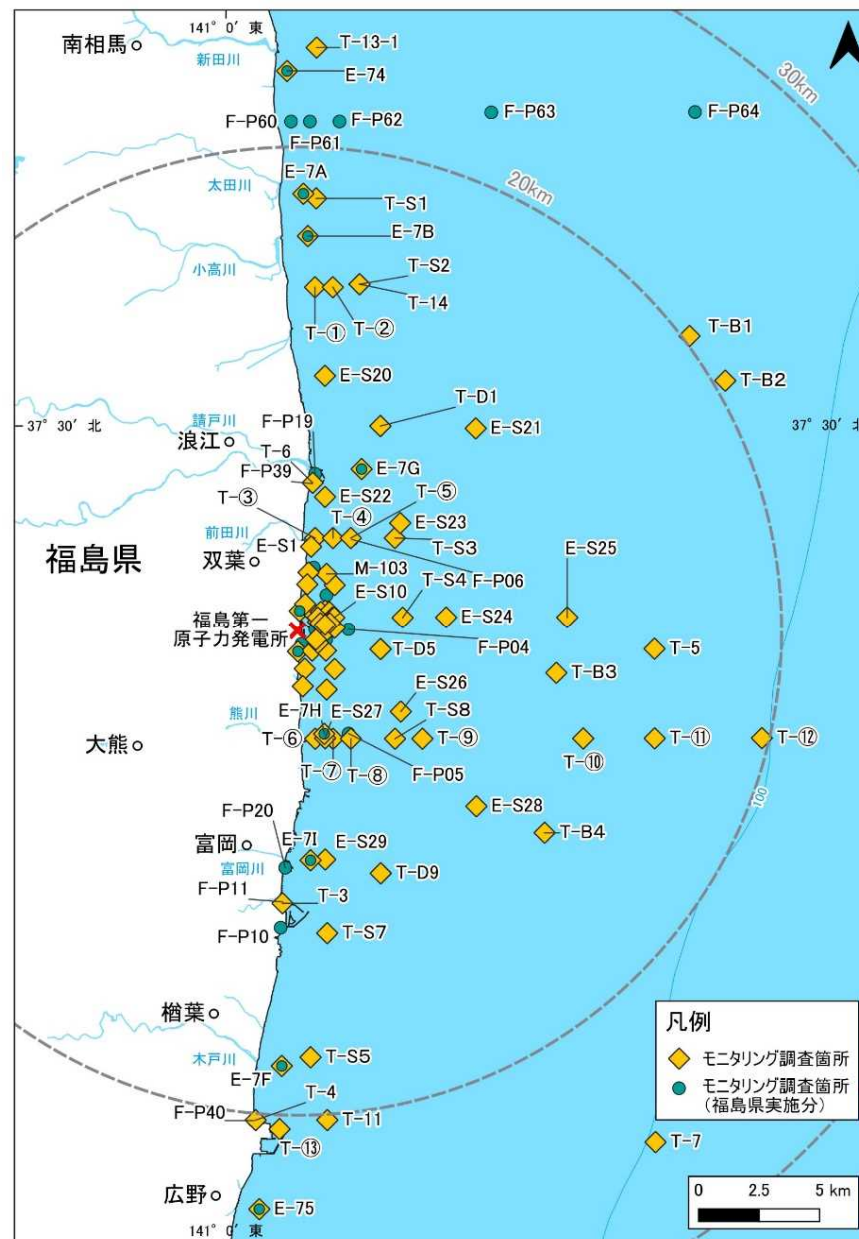 141° 0′ 東
南相馬
新田川
T-13-1
E-74
30km
F-P60
F-P61
F-P62
F-P63
F-P64
20km
E-7A
太田川
T-S1
E-7B
小高川
T-S2
T-14
T-①
T-②
T-B1
T-B2
E-S20
T-D1
E-S21
37° 30′ 北
37° 30′ 北
請戸川
浪江
F-P19
T-6
F-P39
E-7G
E-S22
T-③
T-④
T-⑤
E-S23
前田川
E-S1
T-S3
E-S25
福島県
双葉
M-103
F-P06
T-S4
E-S10
E-S24
福島第一
原子力発電所
F-P04
T-D5
T-5
T-B3
E-S26
熊川
E-7H
E-S27
T-S8
大熊
T-⑥
T-⑨
T-⑦
T-⑧
F-P05
T-⑩
T-⑪
T-⑫
100
E-S28
F-P20
T-B4
富岡
E-7I
E-S29
富岡川
T-D9
F-P11
T-3
F-P10
T-S7
楢葉
木戸川
T-S5
E-7F
T-4
F-P40
T-11
T-⑬
T-7
広野
E-75
141° 0′ 東
凡例
モニタリング調査箇所
モニタリング調査箇所
(福島県実施分)
0 2.5 5 km